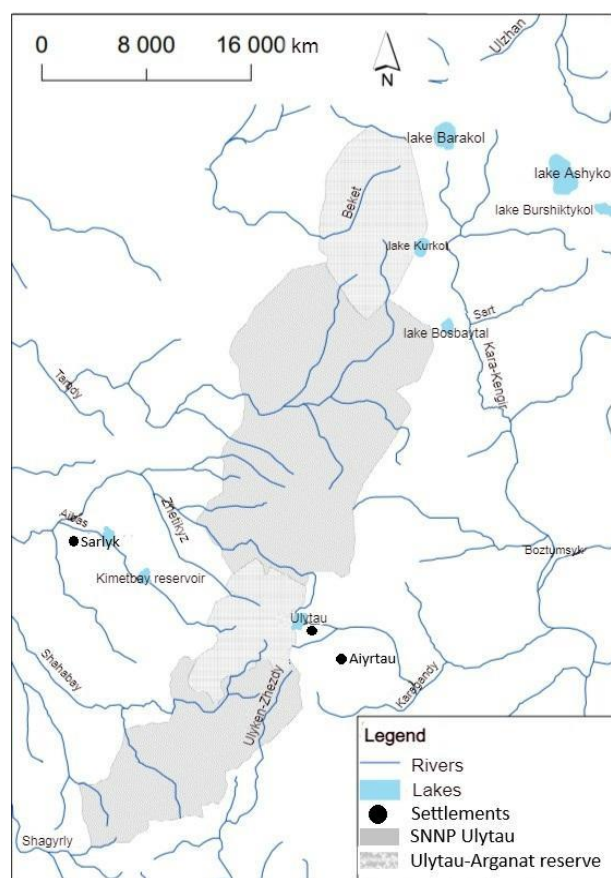 0 8 000 16 000 km
N
Ulzhan
lake Barakol
lake Ashykol
Beket
lake Burshiktykol
lake Kurkol
Sart
lake Bosbaytal
Kara-Kengir
Tamdy
Zhetikyz
Sarlyk
Boztumsyk
Kimetbay reservoir
Ulytau
Shahabay
Aiyrtau
Ulyken-Zhezdy
Karagandy
Legend
Rivers
Lakes
Settlements
SNNP Ulytau
Ulytau-Arganat reserve
Shagyrly